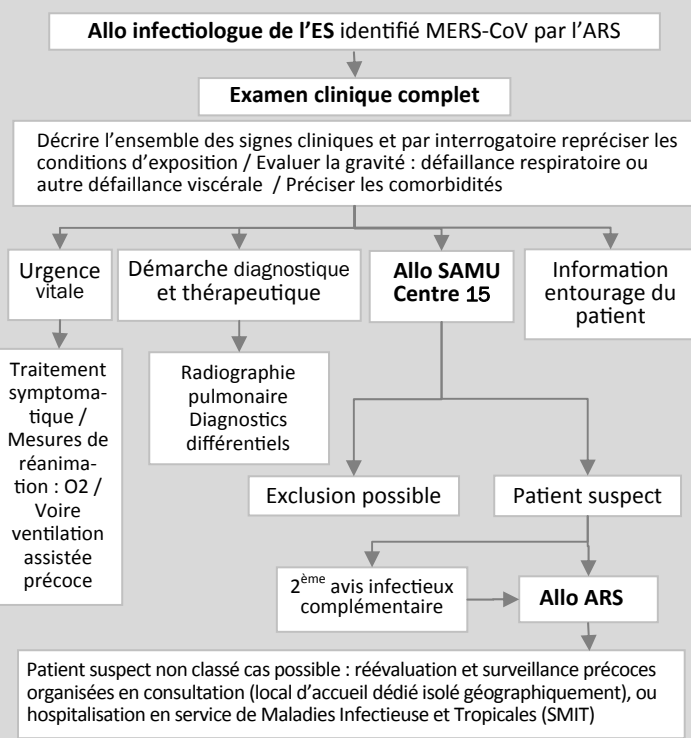 Allo infectiologue de l'ES identifié MERS-CoV par l'ARS
Examen clinique complet
Décrire l'ensemble des signes cliniques et par interrogatoire repréciser les
conditions d'exposition / Evaluer la gravité : défaillance respiratoire ou
autre défaillance viscérale / Préciser les comorbidités
Urgence
vitale
Démarche diagnostique
et thérapeutique
Allo SAMU
Centre 15
Information
entourage du
patient
Traitement
symptoma-
tique /
Mesures de
réanima-
tion : O2 /
Voire
ventilation
assistée
précoce
Radiographie
pulmonaire
Diagnostics
différentiels
Exclusion possible
Patient suspect
2ème avis infectieux
complémentaire
Allo ARS
Patient suspect non classé cas possible : réévaluation et surveillance précoces
organisées en consultation (local d'accueil dédié isolé géographiquement), ou
hospitalisation en service de Maladies Infectieuse et Tropicales (SMIT)